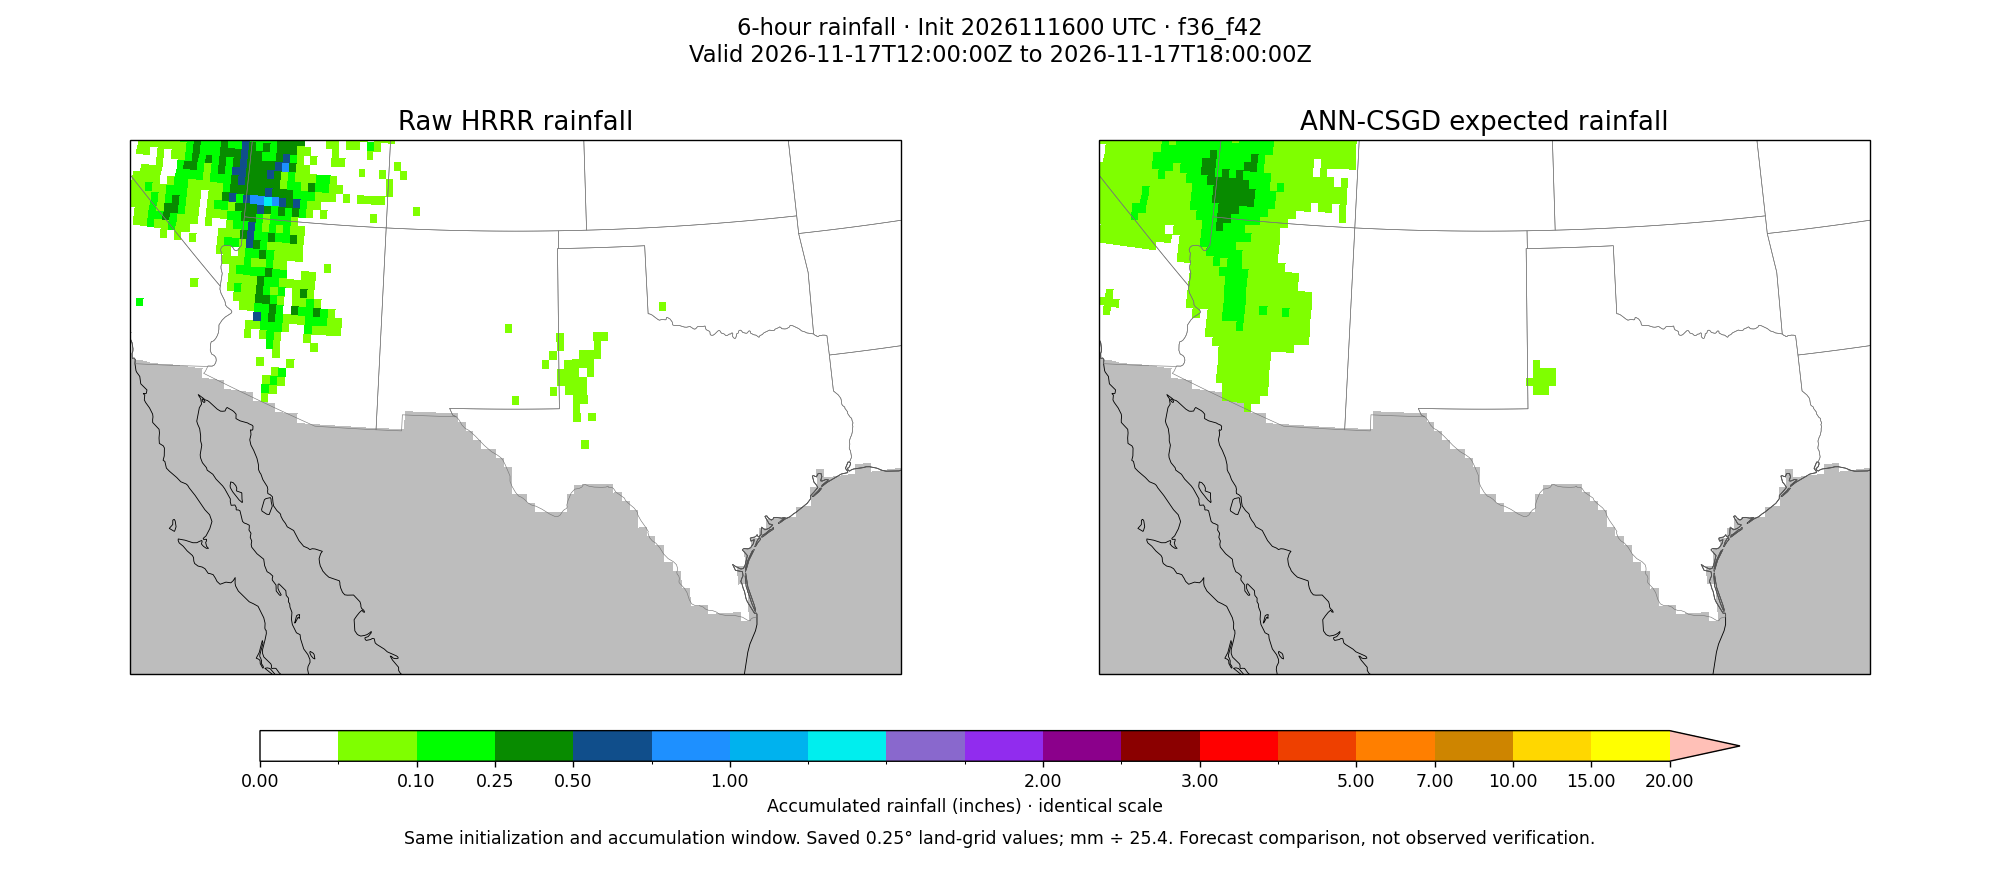 6-hour rainfall · Init 2026111600 UTC · f36_f42
Valid 2026-11-17T12:00:00Z to 2026-11-17T18:00:00Z
Raw HRRR rainfall
ANN-CSGD expected rainfall
0.00 0.10 0.25 0.50 1.00 2.00 3.00 5.00 7.00 10.00 15.00 20.00
Accumulated rainfall (inches) · identical scale
Same initialization and accumulation window. Saved 0.25° land-grid values; mm ÷ 25.4. Forecast comparison, not observed verification.